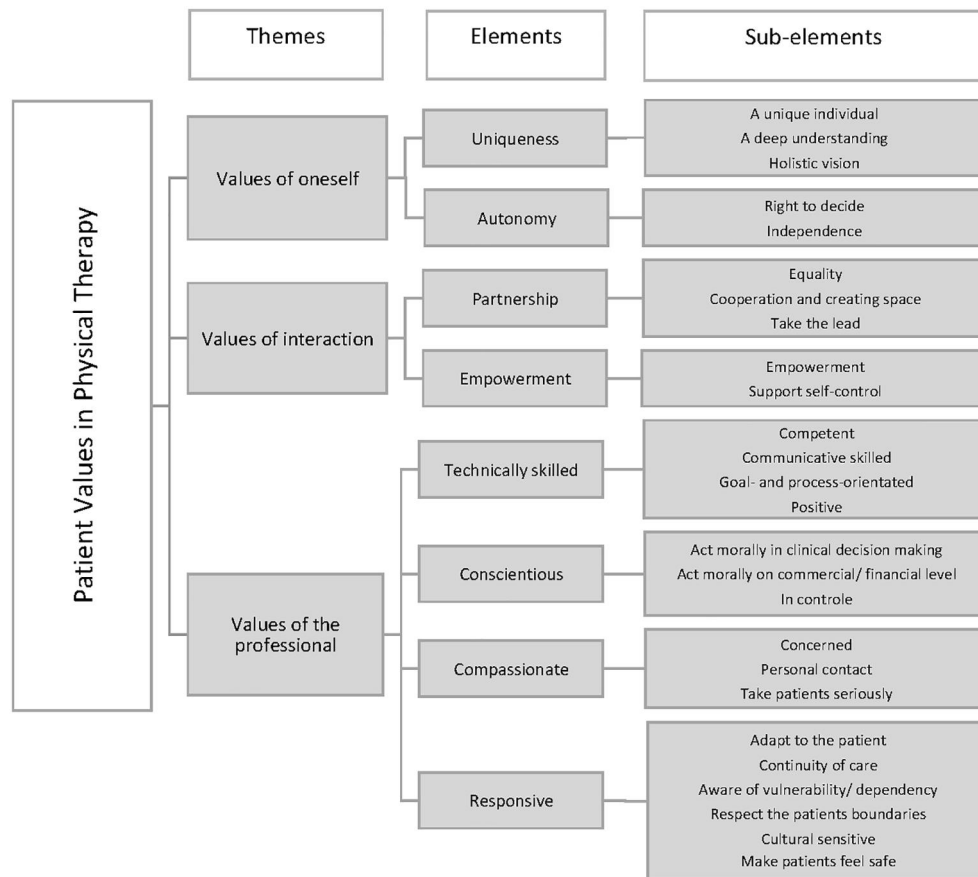 Themes
Elements
Sub-elements
Patient Values in Physical Therapy
Values of oneself
Uniqueness
A unique individual
A deep understanding
Holistic vision
Autonomy
Right to decide
Independence
Values of interaction
Partnership
Equality
Cooperation and creating space
Take the lead
Empowerment
Empowerment
Support self-control
Values of the
professional
Technically skilled
Competent
Communicative skilled
Goal- and process-orientated
Positive
Conscientious
Act morally in clinical decision making
Act morally on commercial/ financial level
In controle
Compassionate
Concerned
Personal contact
Take patients seriously
Responsive
Adapt to the patient
Continuity of care
Aware of vulnerability/ dependency
Respect the patients boundaries
Cultural sensitive
Make patients feel safe